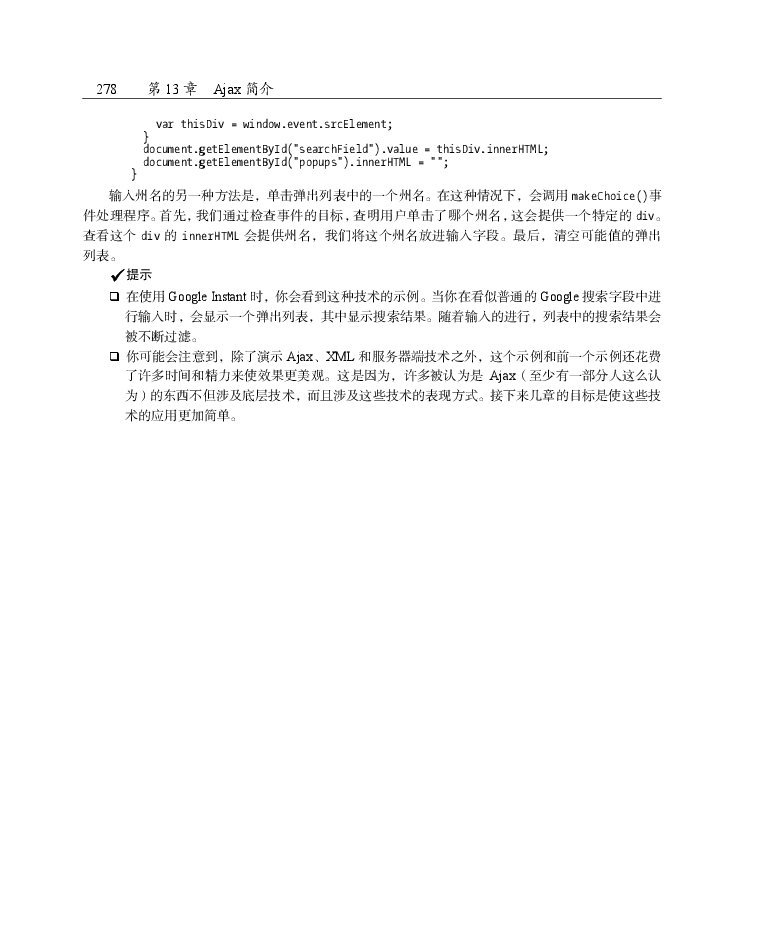 278 第 13 章 Ajax 简介
var thisDiv = window.event.srcElement;
}
document.getElementById("searchField").value = thisDiv.innerHTML;
document.getElementById("popups").innerHTML = "";
}
输入州名的另一种方法是，单击弹出列表中的一个州名。在这种情况下，会调用 makeChoice()事
件处理程序。首先，我们通过检查事件的目标，查明用户单击了哪个州名，这会提供一个特定的 div。
查看这个 div 的 innerHTML 会提供州名，我们将这个州名放进输入字段。最后，清空可能值的弹出
列表。
✓提示
❑ 在使用 Google Instant 时，你会看到这种技术的示例。当你在看似普通的 Google 搜索字段中进
行输入时，会显示一个弹出列表，其中显示搜索结果。随着输入的进行，列表中的搜索结果会
被不断过滤。
❑ 你可能会注意到，除了演示 Ajax、XML 和服务器端技术之外，这个示例和前一个示例还花费
了许多时间和精力来使效果更美观。这是因为，许多被认为是 Ajax（至少有一部分人这么认
为）的东西不但涉及底层技术，而且涉及这些技术的表现方式。接下来几章的目标是使这些技
术的应用更加简单。